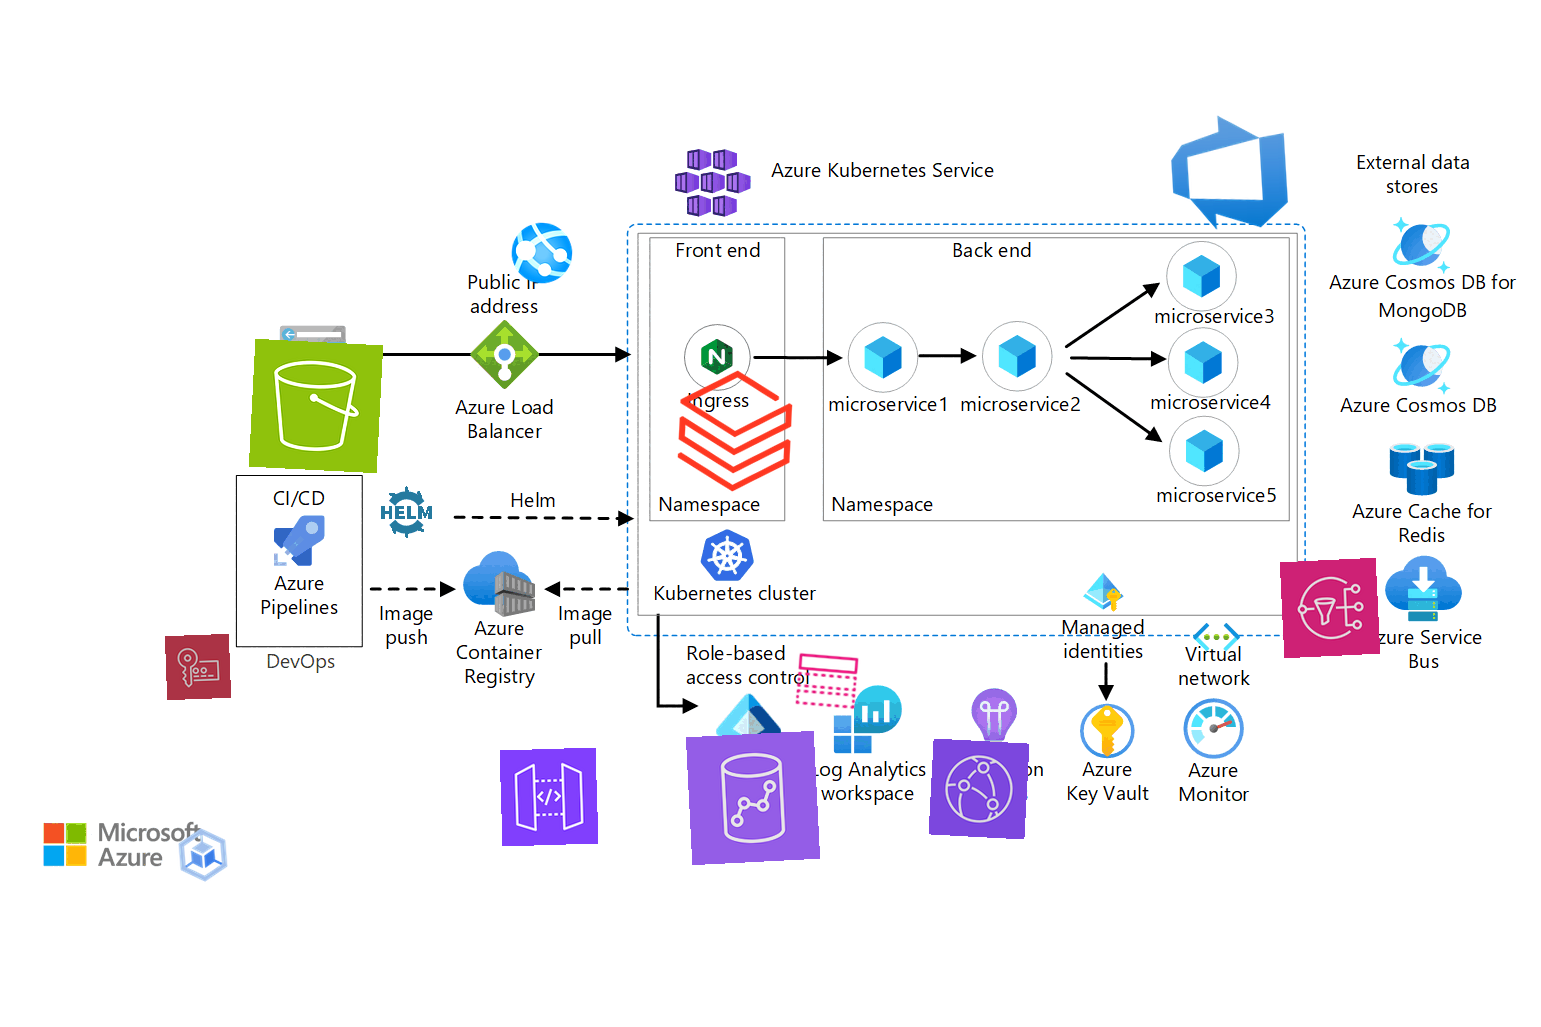 Azure Kubernetes Service
External data
stores
Front end
Back end
Public IP
address
Azure Cosmos DB for
MongoDB
microservice3
Ingress
microservice1
microservice2
microservice4
Azure Cosmos DB
Azure Load
Balancer
microservice5
Namespace
Namespace
CI/CD
HELM
Helm
Azure Cache for
Redis
Azure
Pipelines
Kubernetes cluster
Image
push
Image
pull
Azure
Container
Registry
DevOps
Managed
identities
Virtual
network
Service
Bus
Role-based
access control
Log Analytics
workspace
Azure
Key Vault
Azure
Monitor
Microsoft
Azure